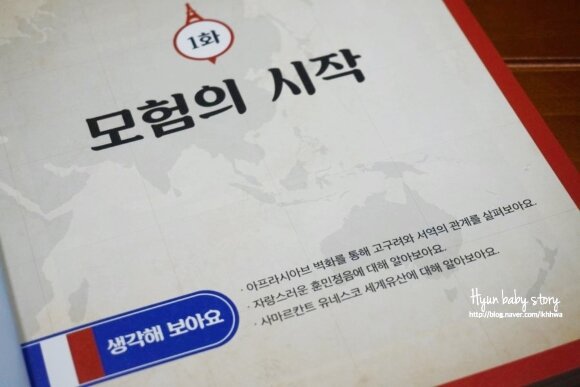 1화
모험의 시작
· 아프라시아브 벽화를 통해 고구려와 서역의 관계를 살펴보아요.
· 자랑스러운 훈민정음에 대해 알아보아요.
· 사마르칸트 유네스코 세계유산에 대해 알아보아요.
생각해 보아요
Hyun baby story
http://blog.naver.com/ikhhwa